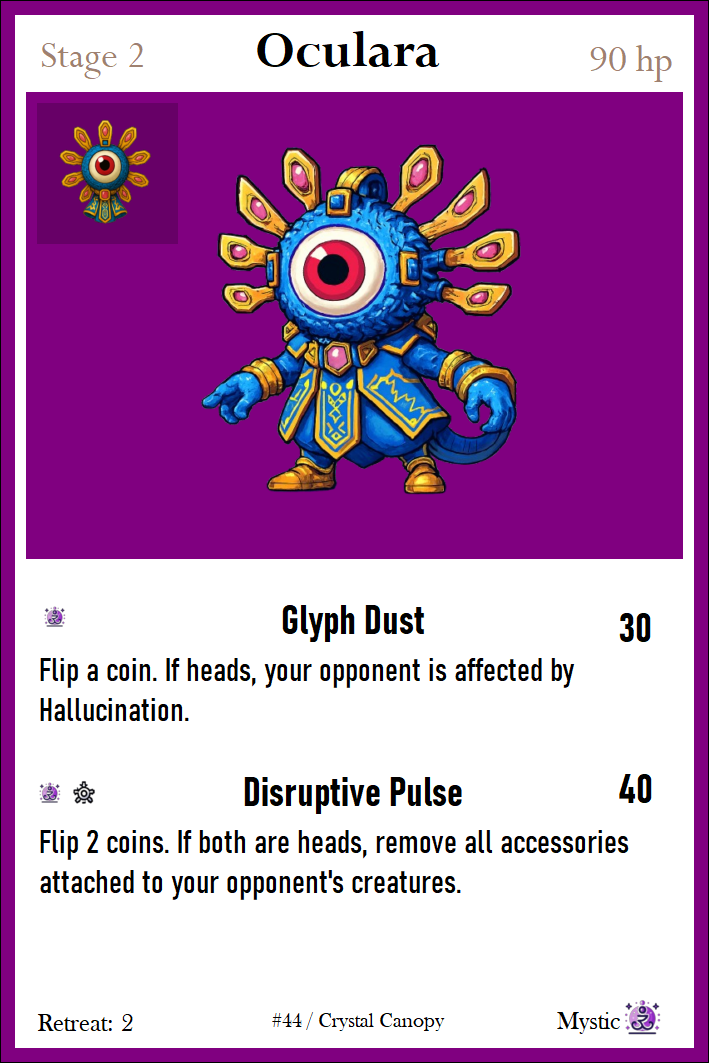 Stage 2
Oculara
90 hp
Glyph Dust
30
Flip a coin. If heads, your opponent is affected by
Hallucination.
Disruptive Pulse
40
Flip 2 coins. If both are heads, remove all accessories
attached to your opponent's creatures.
Retreat: 2
#44 / Crystal Canopy
Mystic